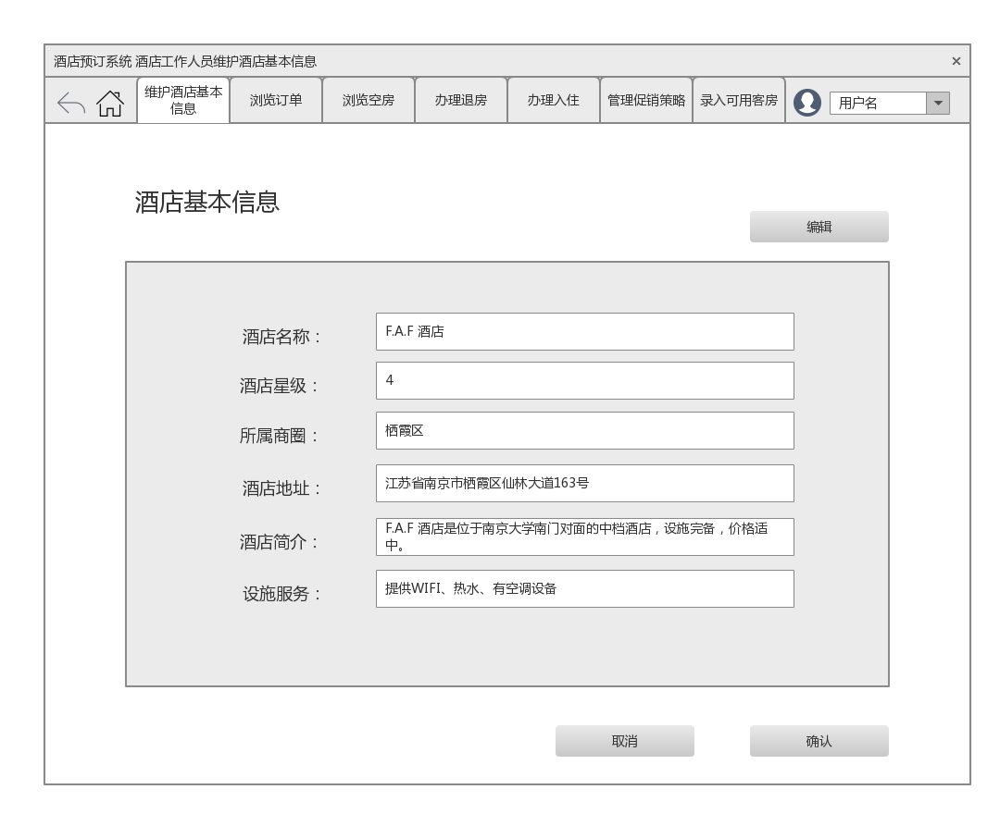 酒店预订系统 酒店工作人员维护酒店基本信息
×
维护酒店基本
信息
浏览订单
浏览空房
办理退房
办理入住
管理促销策略
录入可用客房
用户名
酒店基本信息
编辑
酒店名称：
F.A.F 酒店
酒店星级：
4
所属商圈：
栖霞区
酒店地址：
江苏省南京市栖霞区仙林大道163号
酒店简介：
F.A.F 酒店是位于南京大学南门对面的中档酒店，设施完备，价格适
中。
设施服务：
提供WIFI、热水、有空调设备
取消
确认